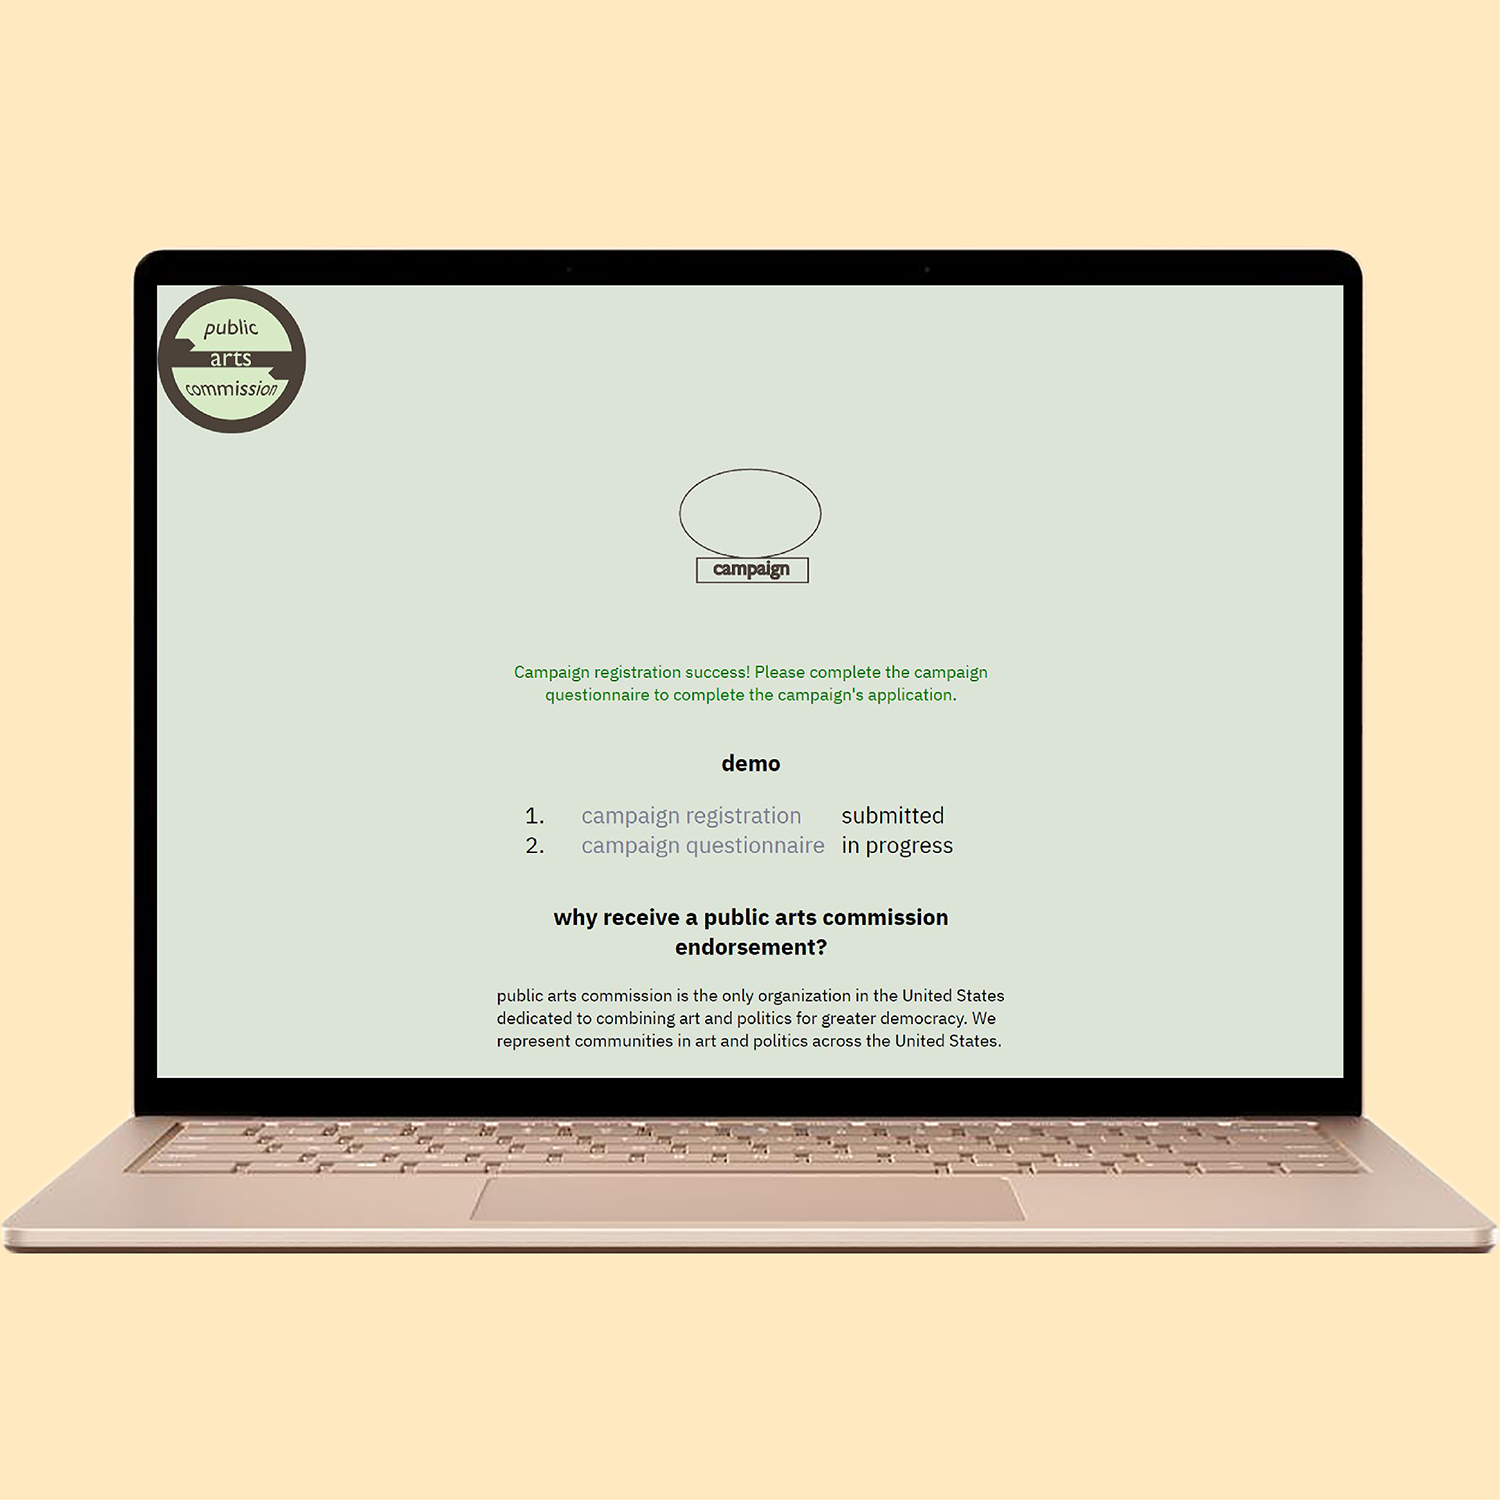 public
arts
commission
campaign
Campaign registration success! Please complete the campaign
questionnaire to complete the campaign's application.
demo
1. campaign registration submitted
2. campaign questionnaire in progress
why receive a public arts commission
endorsement?
public arts commission is the only organization in the United States
dedicated to combining art and politics for greater democracy. We
represent communities in art and politics across the United States.